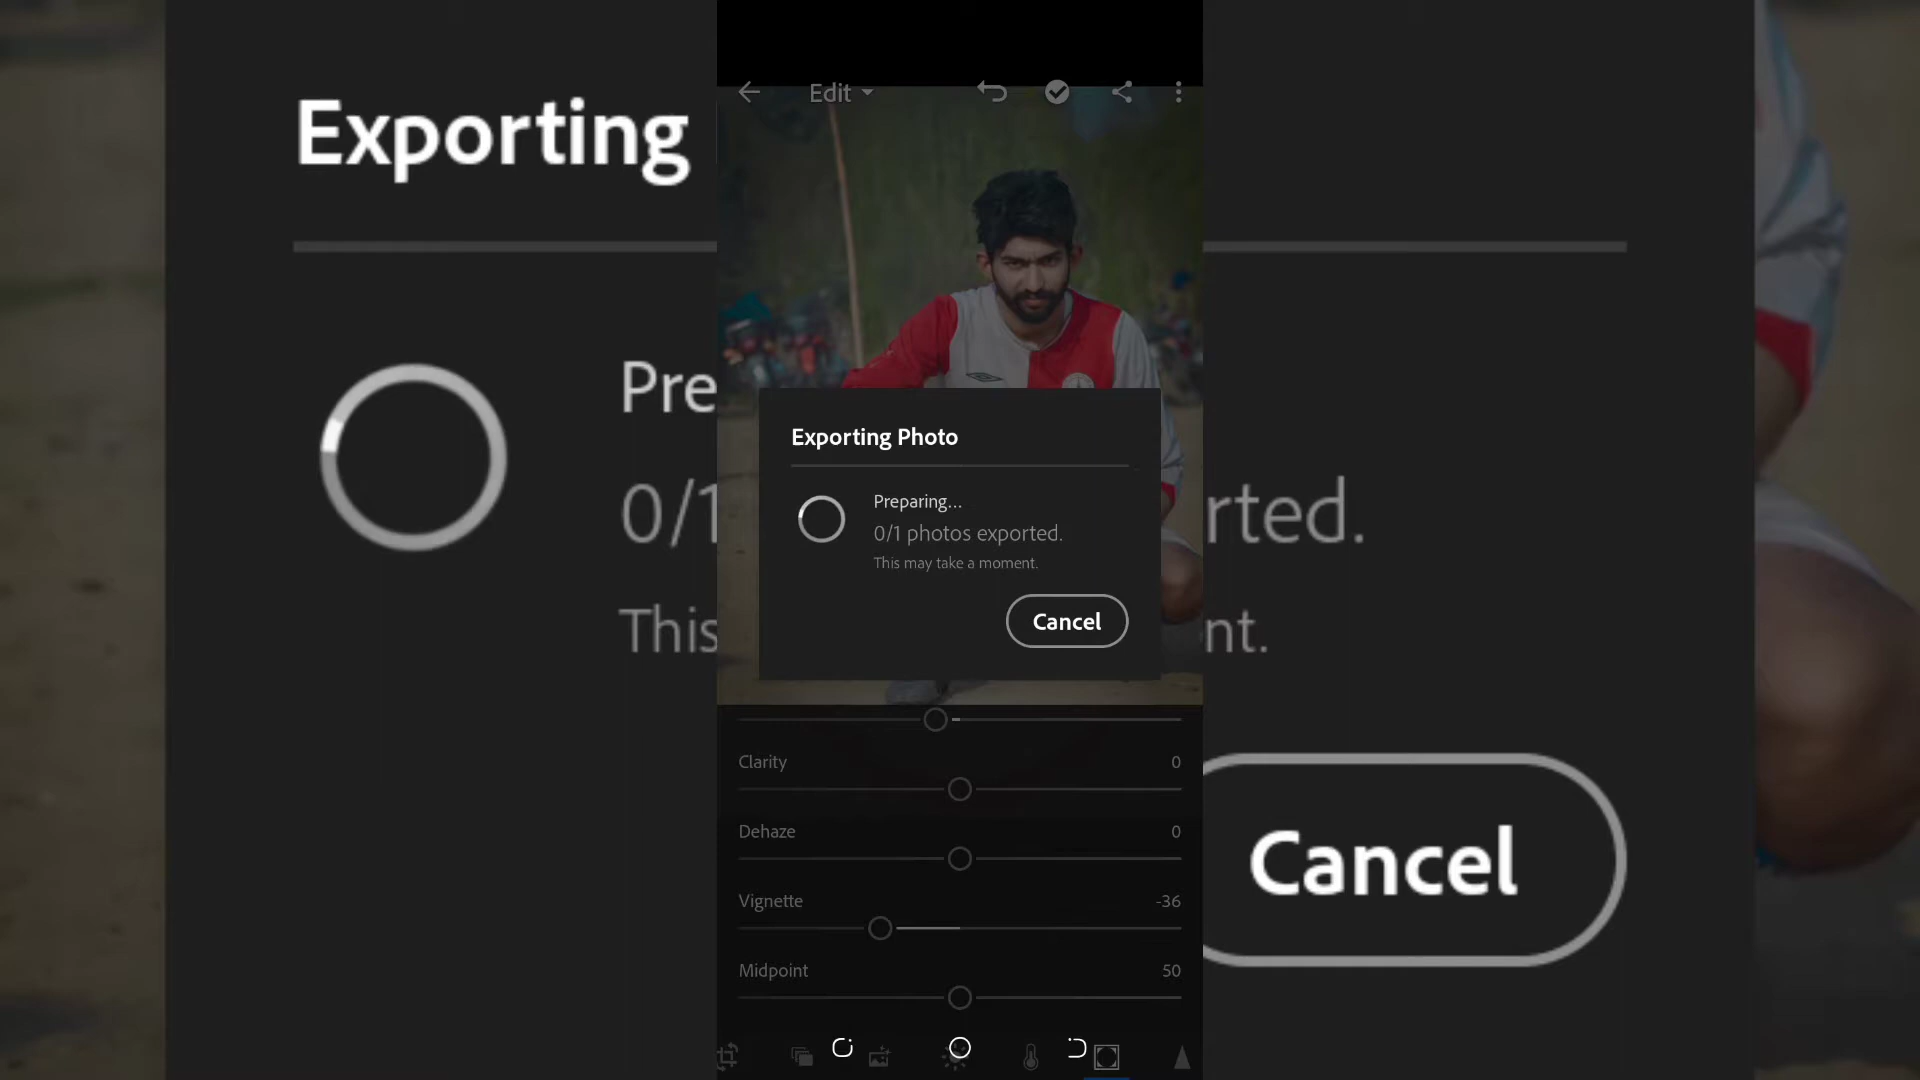 Edit
Exporting Photo
Preparing...
0/1 photos exported.
This may take a moment.
Cancel
Clarity 0
Dehaze 0
Vignette -36
Midpoint 50
Exporting
Pre
0/1
rted.
This
nt.
Cancel